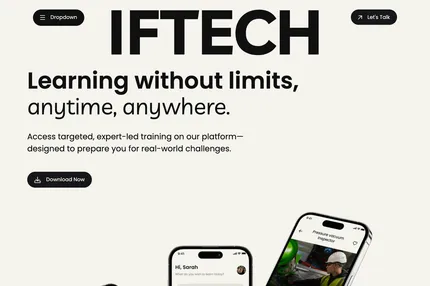 Dropdown
IFTECH
Let's Talk
Learning without limits,
anytime, anywhere.
Access targeted, expert-led training on our platform—
designed to prepare you for real-world challenges.
Download Now
Hi, Sarah
Pressure vacuum
inspector